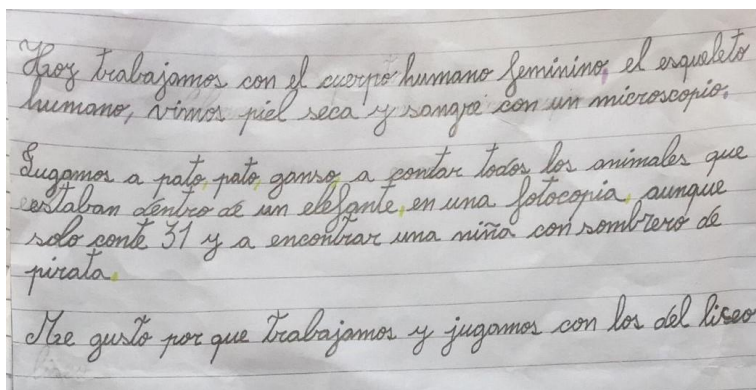 Hoy trabajamos con el cuerpo humano feminino, el esqueleto
humano, vimos piel seca y sangre con un microscopio.
Jugamos a pato, pato, ganso, a contar todos los animales que
estaban dentro de un elefante, en una fotocopia, aunque
solo conte 31 y a encontrar una niña con sombrero de
pirata.
Me gusto por que trabajamos y jugamos con los del liseo